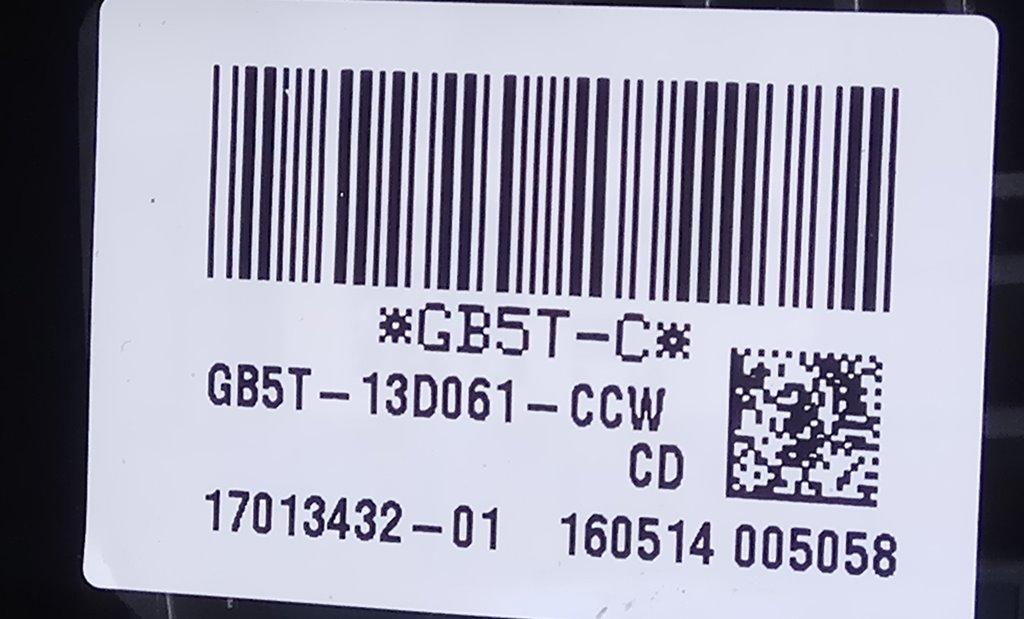 *GB5T-C*
GB5T-13D061-CCW
CD
17013432-01 160514 005058